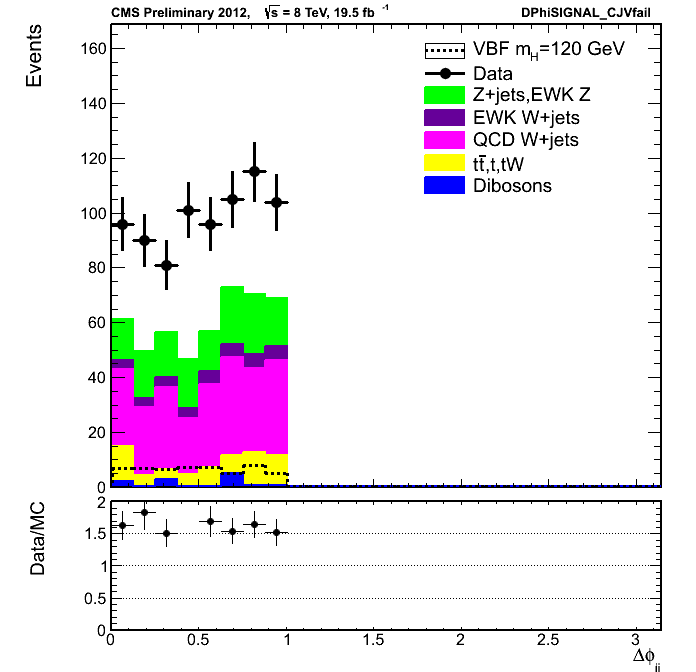 CMS Preliminary 2012, √s = 8 TeV, 19.5 fb⁻¹ DPhiSIGNAL_CJVfail
Events
160
140
120
100
80
60
40
20
0
VBF m_H=120 GeV
Data
Z+jets,EWK Z
EWK W+jets
QCD W+jets
tt̄,t,tW
Dibosons
Data/MC
2
1.5
1
0.5
0
0 0.5 1 1.5 2 2.5 3
Δϕ_jj